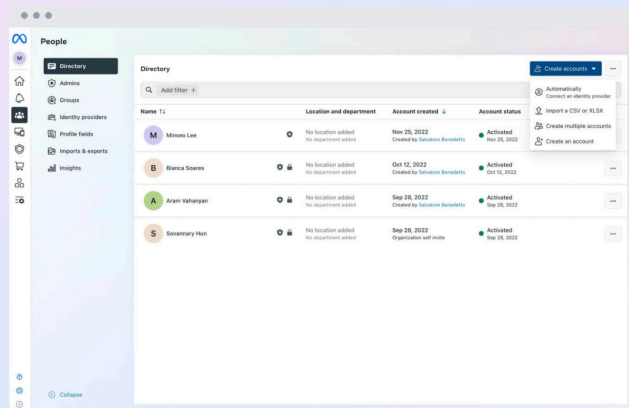 People
M
Directory
Admins
Groups
Identity providers
Profile fields
Imports & exports
Insights
Collapse
Directory
Create accounts
Add filter +
Automatically
Connect an identity provider
Import a CSV or XLSX
Create multiple accounts
Create an account
Name ↑↓ Location and department Account created ↓ Account status
M Minseo Lee No location added Nov 25, 2022 Activated
No department added Created by Salvatore Benedetto Nov 25, 2022
B Bianca Soares No location added Oct 12, 2022 Activated
No department added Created by Salvatore Benedetto Oct 12, 2022
A Aram Vahanyan No location added Sep 28, 2022 Activated
No department added Created by Salvatore Benedetto Sep 28, 2022
S Sovannary Hun No location added Sep 28, 2022 Activated
No department added Organization self invite Sep 28, 2022